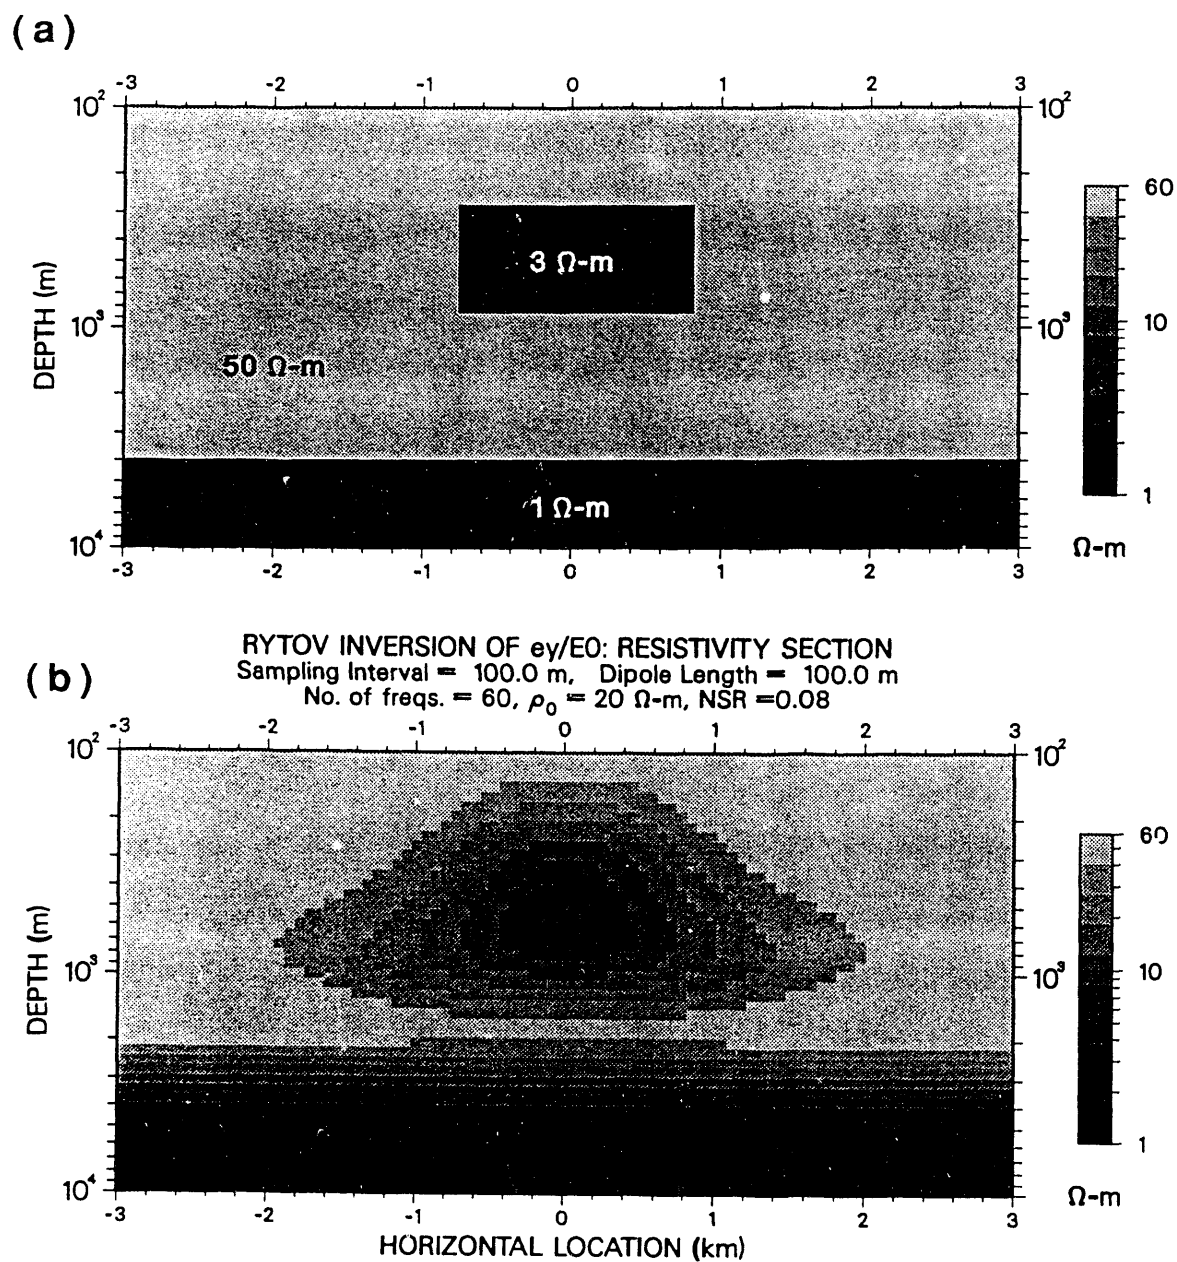 (a)
-3 -2 -1 0 1 2 3
10² 10²
60
3 Ω-m
DEPTH (m)
10³ 10³ 10
50 Ω-m
1 Ω-m
1
10⁴
Ω-m
-3 -2 -1 0 1 2 3
RYTOV INVERSION OF ey/E0: RESISTIVITY SECTION
(b)
Sampling Interval = 100.0 m, Dipole Length = 100.0 m
No. of freqs. = 60, ρ₀ = 20 Ω-m, NSR =0.08
-3 -2 -1 0 1 2 3
10² 10²
60
DEPTH (m)
10³ 10³ 10
1
10⁴
Ω-m
-3 -2 -1 0 1 2 3
HORIZONTAL LOCATION (km)